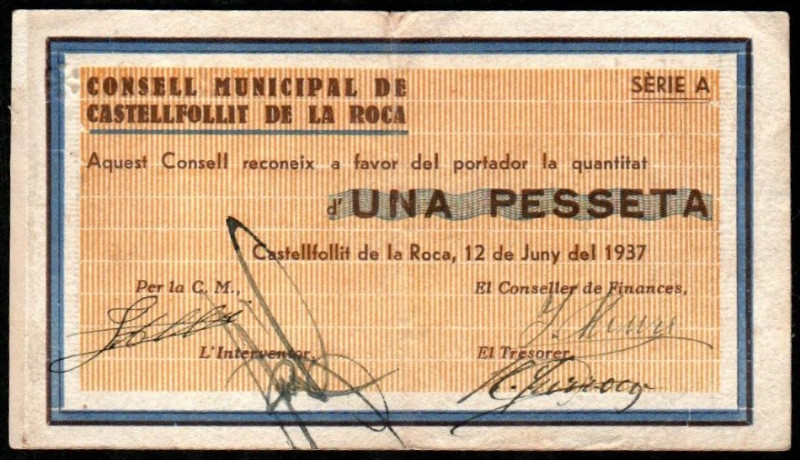 CONSELL MUNICIPAL DE
CASTELLFOLLIT DE LA ROCA
SÈRIE A
Aquest Consell reconeix a favor del portador la quantitat
d'UNA PESSETA
Castellfollit de la Roca, 12 de Juny del 1937
Per la C. M.,
El Conseller de Finances,
L'Interventor,
El Tresorer,